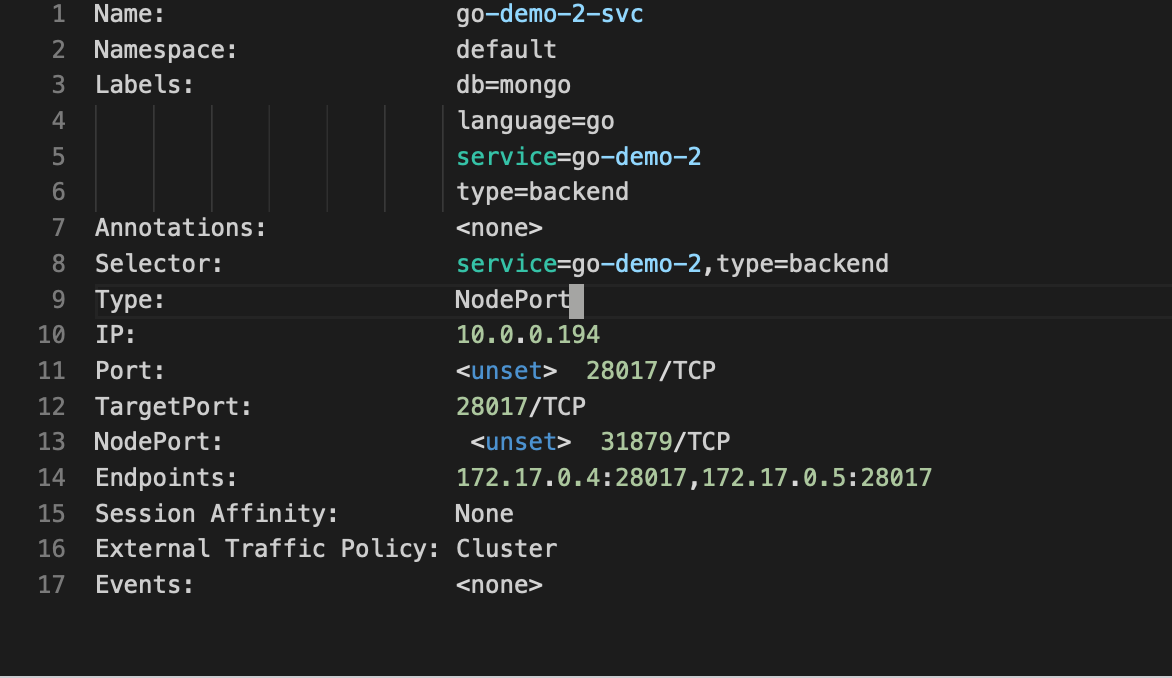 1 Name: go-demo-2-svc
2 Namespace: default
3 Labels: db=mongo
4 language=go
5 service=go-demo-2
6 type=backend
7 Annotations: <none>
8 Selector: service=go-demo-2,type=backend
9 Type: NodePort
10 IP: 10.0.0.194
11 Port: <unset> 28017/TCP
12 TargetPort: 28017/TCP
13 NodePort: <unset> 31879/TCP
14 Endpoints: 172.17.0.4:28017,172.17.0.5:28017
15 Session Affinity: None
16 External Traffic Policy: Cluster
17 Events: <none>